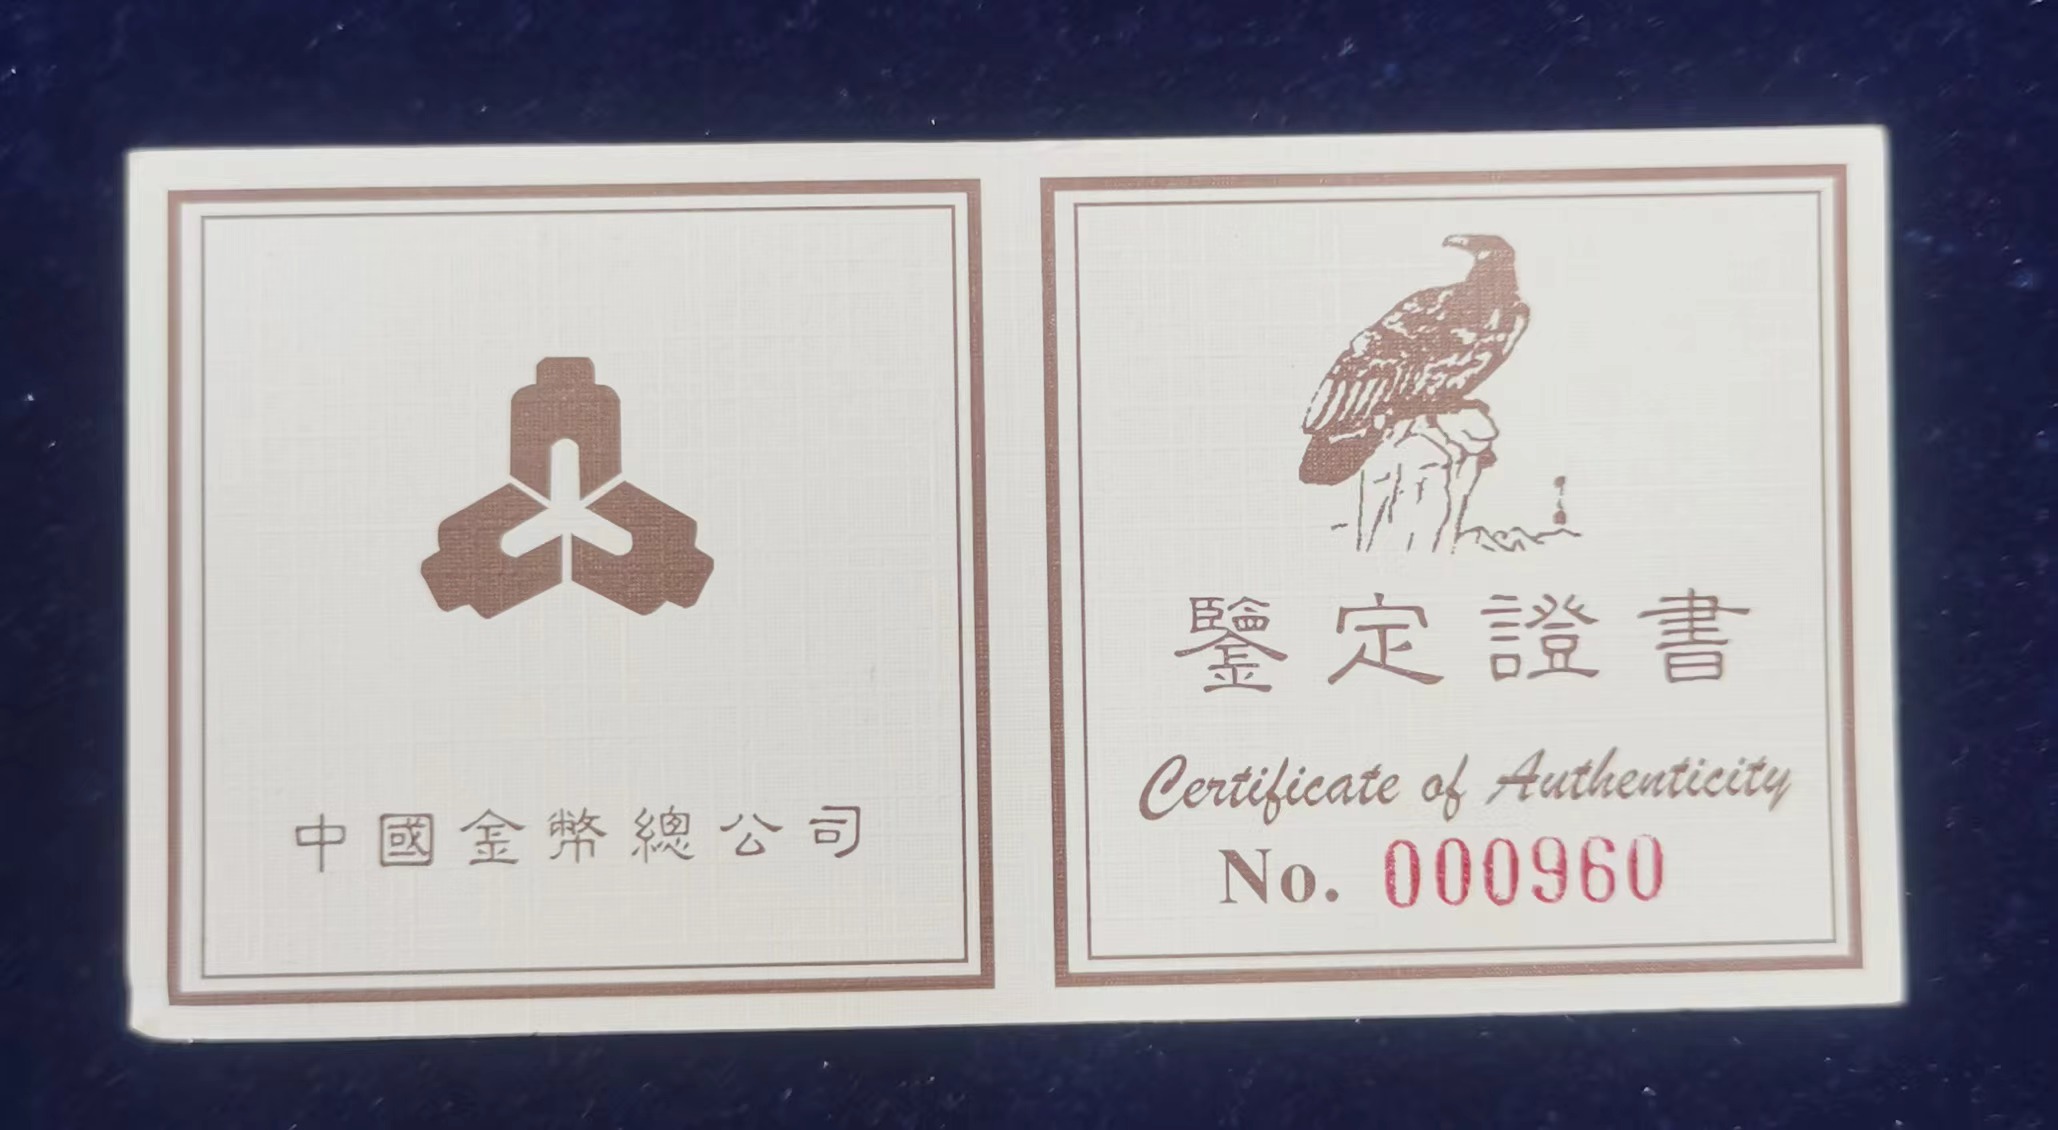 中國金幣總公司
鑒定證書
Certificate of Authenticity
No. 000960